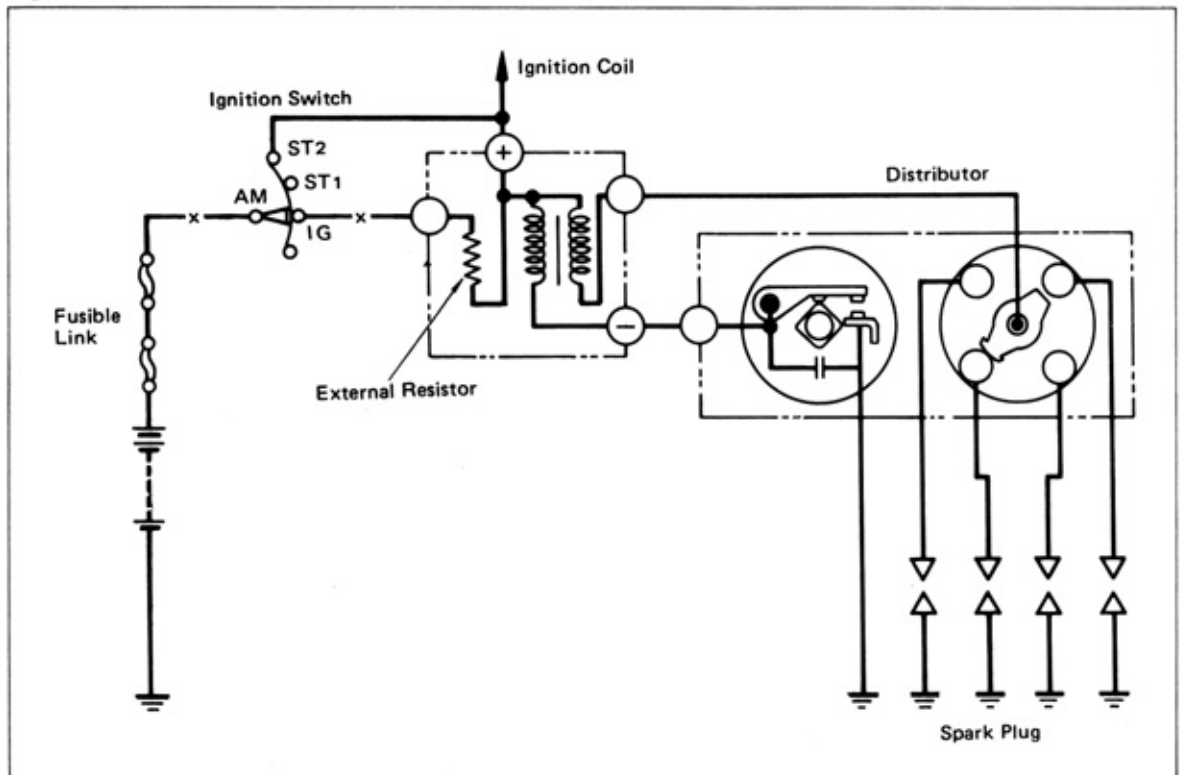 Ignition Coil
Ignition Switch
ST2
ST1
AM
IG
Distributor
Fusible
Link
External Resistor
Spark Plug